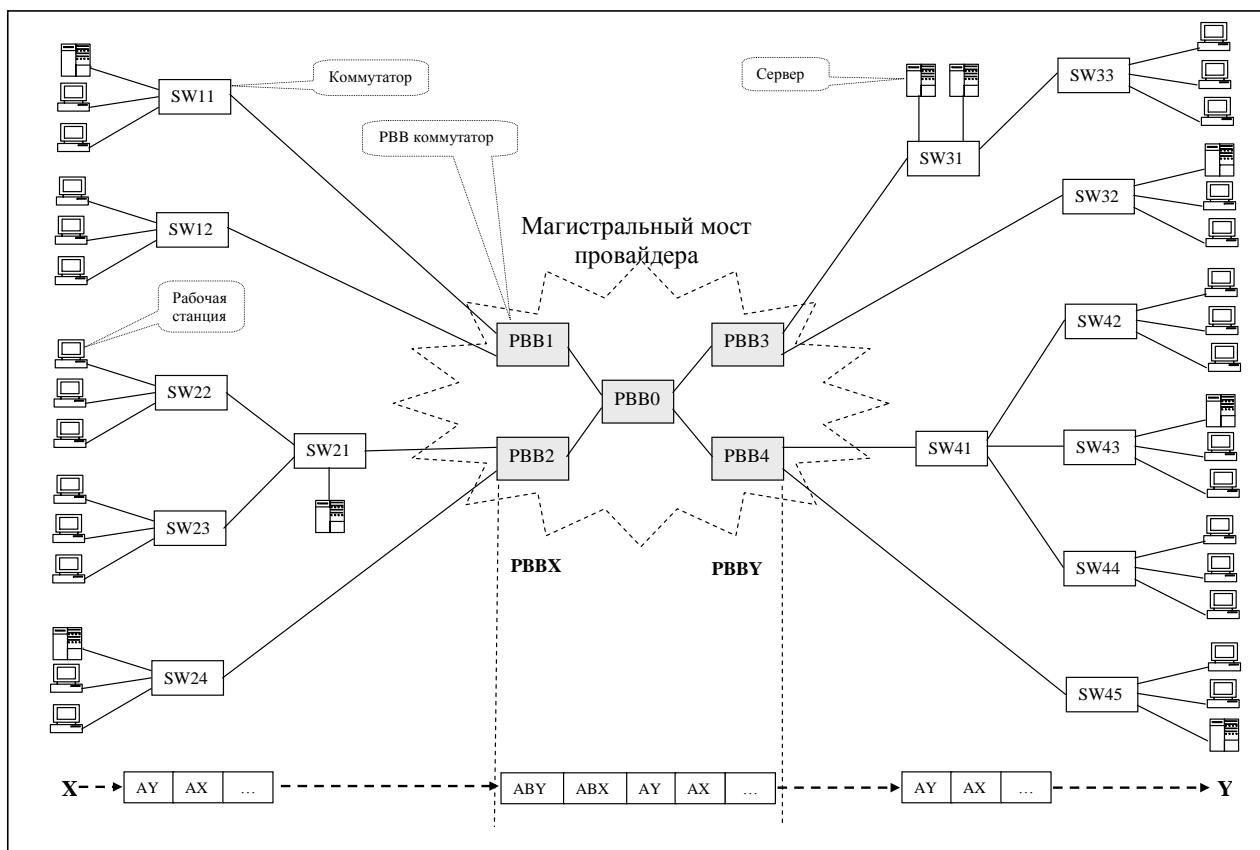 Коммутатор
Сервер
SW33
SW11
PBB коммутатор
SW31
SW32
SW12
Магистральный мост
провайдера
Рабочая
станция
SW42
PBB1
PBB3
SW22
PBB0
SW21
PBB2
PBB4
SW41
SW43
SW23
PBBX
PBBY
SW44
SW24
SW45
X
AY
AX
…
ABY
ABX
AY
AX
…
AY
AX
…
Y